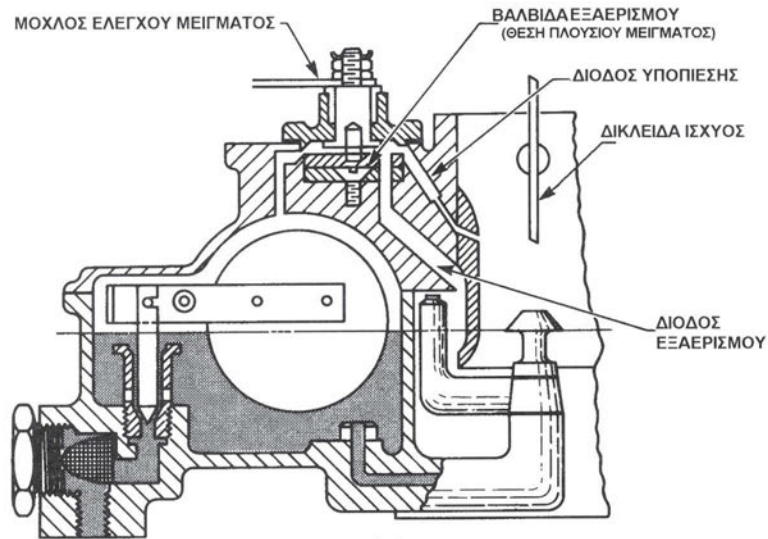 ΜΟΧΛΟΣ ΕΛΕΓΧΟΥ ΜΕΙΓΜΑΤΟΣ
ΒΑΛΒΙΔΑ ΕΞΑΕΡΙΣΜΟΥ
(ΘΕΣΗ ΠΛΟΥΣΙΟΥ ΜΕΙΓΜΑΤΟΣ)
ΔΙΟΔΟΣ ΥΠΟΠΙΕΣΗΣ
ΔΙΚΛΕΙΔΑ ΙΣΧΥΟΣ
ΔΙΟΔΟΣ
ΕΞΑΕΡΙΣΜΟΥ